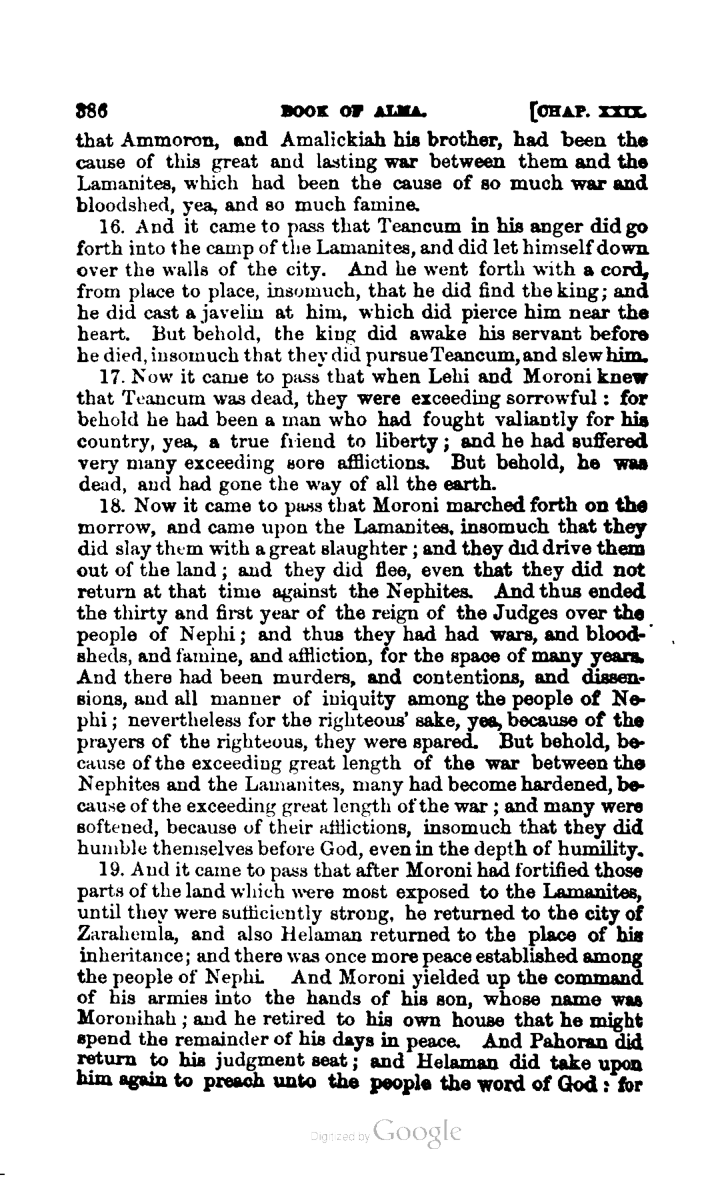 386 BOOK OF ALMA. [CHAP. XXIX.
that Ammoron, and Amalickiah his brother, had been the
cause of this great and lasting war between them and the
Lamanites, which had been the cause of so much war and
bloodshed, yea, and so much famine.
16. And it came to pass that Teancum in his anger did go
forth into the camp of the Lamanites, and did let himself down
over the walls of the city. And he went forth with a cord,
from place to place, insomuch, that he did find the king; and
he did cast a javelin at him, which did pierce him near the
heart. But behold, the king did awake his servant before
he died, insomuch that they did pursue Teancum, and slew him.
17. Now it came to pass that when Lehi and Moroni knew
that Teancum was dead, they were exceeding sorrowful: for
behold he had been a man who had fought valiantly for his
country, yea, a true friend to liberty; and he had suffered
very many exceeding sore afflictions. But behold, he was
dead, and had gone the way of all the earth.
18. Now it came to pass that Moroni marched forth on the
morrow, and came upon the Lamanites, insomuch that they
did slay them with a great slaughter; and they did drive them
out of the land; and they did flee, even that they did not
return at that time against the Nephites. And thus ended
the thirty and first year of the reign of the Judges over the
people of Nephi; and thus they had had wars, and blood-
sheds, and famine, and affliction, for the space of many years.
And there had been murders, and contentions, and dissen-
sions, and all manner of iniquity among the people of Ne-
phi; nevertheless for the righteous' sake, yea, because of the
prayers of the righteous, they were spared. But behold, be-
cause of the exceeding great length of the war between the
Nephites and the Lamanites, many had become hardened, be-
cause of the exceeding great length of the war; and many were
softened, because of their afflictions, insomuch that they did
humble themselves before God, even in the depth of humility.
19. And it came to pass that after Moroni had fortified those
parts of the land which were most exposed to the Lamanites,
until they were sufficiently strong, he returned to the city of
Zarahemla, and also Helaman returned to the place of his
inheritance; and there was once more peace established among
the people of Nephi. And Moroni yielded up the command
of his armies into the hands of his son, whose name was
Moronihah; and he retired to his own house that he might
spend the remainder of his days in peace. And Pahoran did
return to his judgment seat; and Helaman did take upon
him again to preach unto the people the word of God: for
Digitized by Google